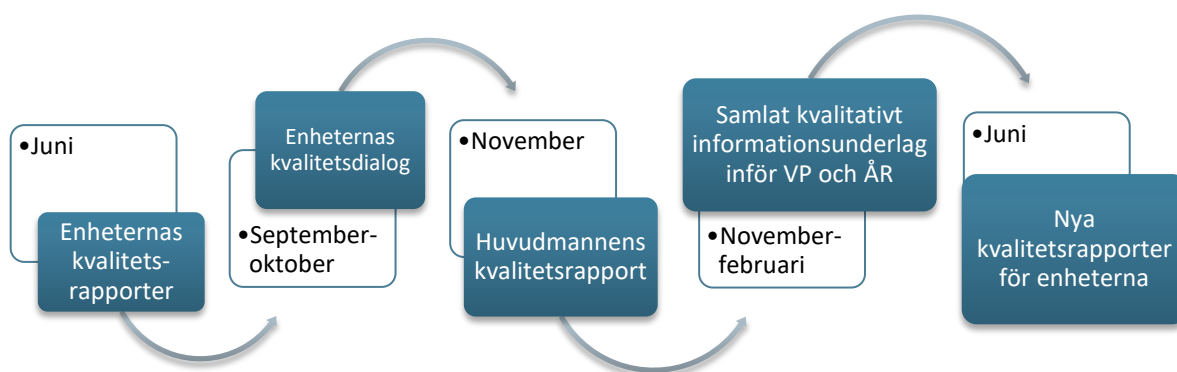 •Juni
Enheternas
kvalitets-
rapporter
Enheternas
kvalitetsdialog
•September-
oktober
•November
Huvudmannens
kvalitetsrapport
Samlat kvalitativt
informationsunderlag
inför VP och ÅR
•November-
februari
•Juni
Nya
kvalitetsrapporter
för enheterna